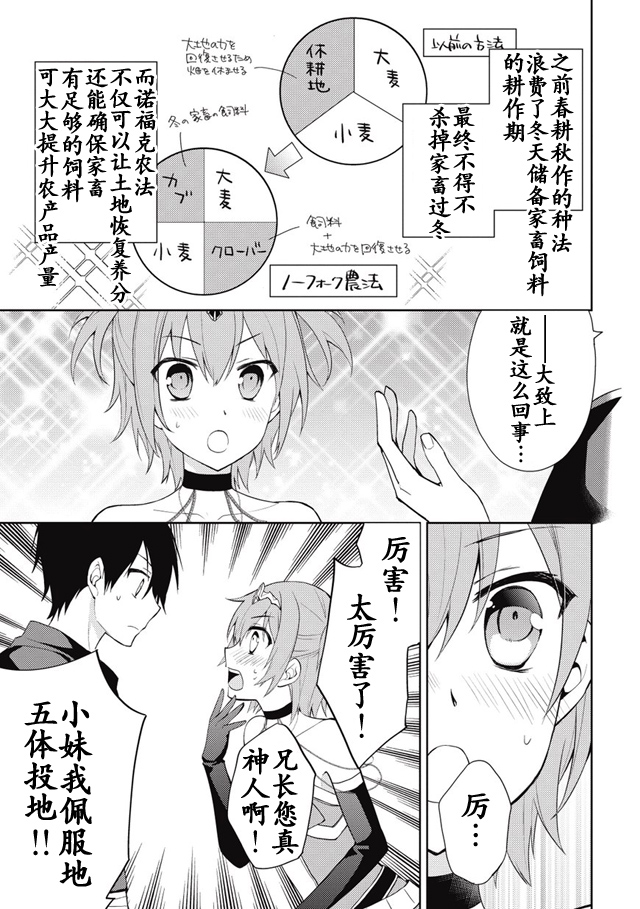 之前春耕秋作的种法
浪费了冬天储备家畜饲料
的耕作期
最终不得不
杀掉家畜过冬
以前の古法
大麦
小麦
休耕地
大地の力を
回復させるため
畑を休ませる
冬の家畜の飼料
大麦
クローバー
小麦
カブ
飼料
+
大地の力を回復させる
ノーフォーク農法
而诺福克农法
不仅可以让土地恢复养分
还能确保家畜
有足够的饲料
可大大提升农产品产量
——大致上
就是这么回事…
厉…
厉害！
太厉害了！
兄长您真
神人啊！
小妹我佩服地
五体投地!!